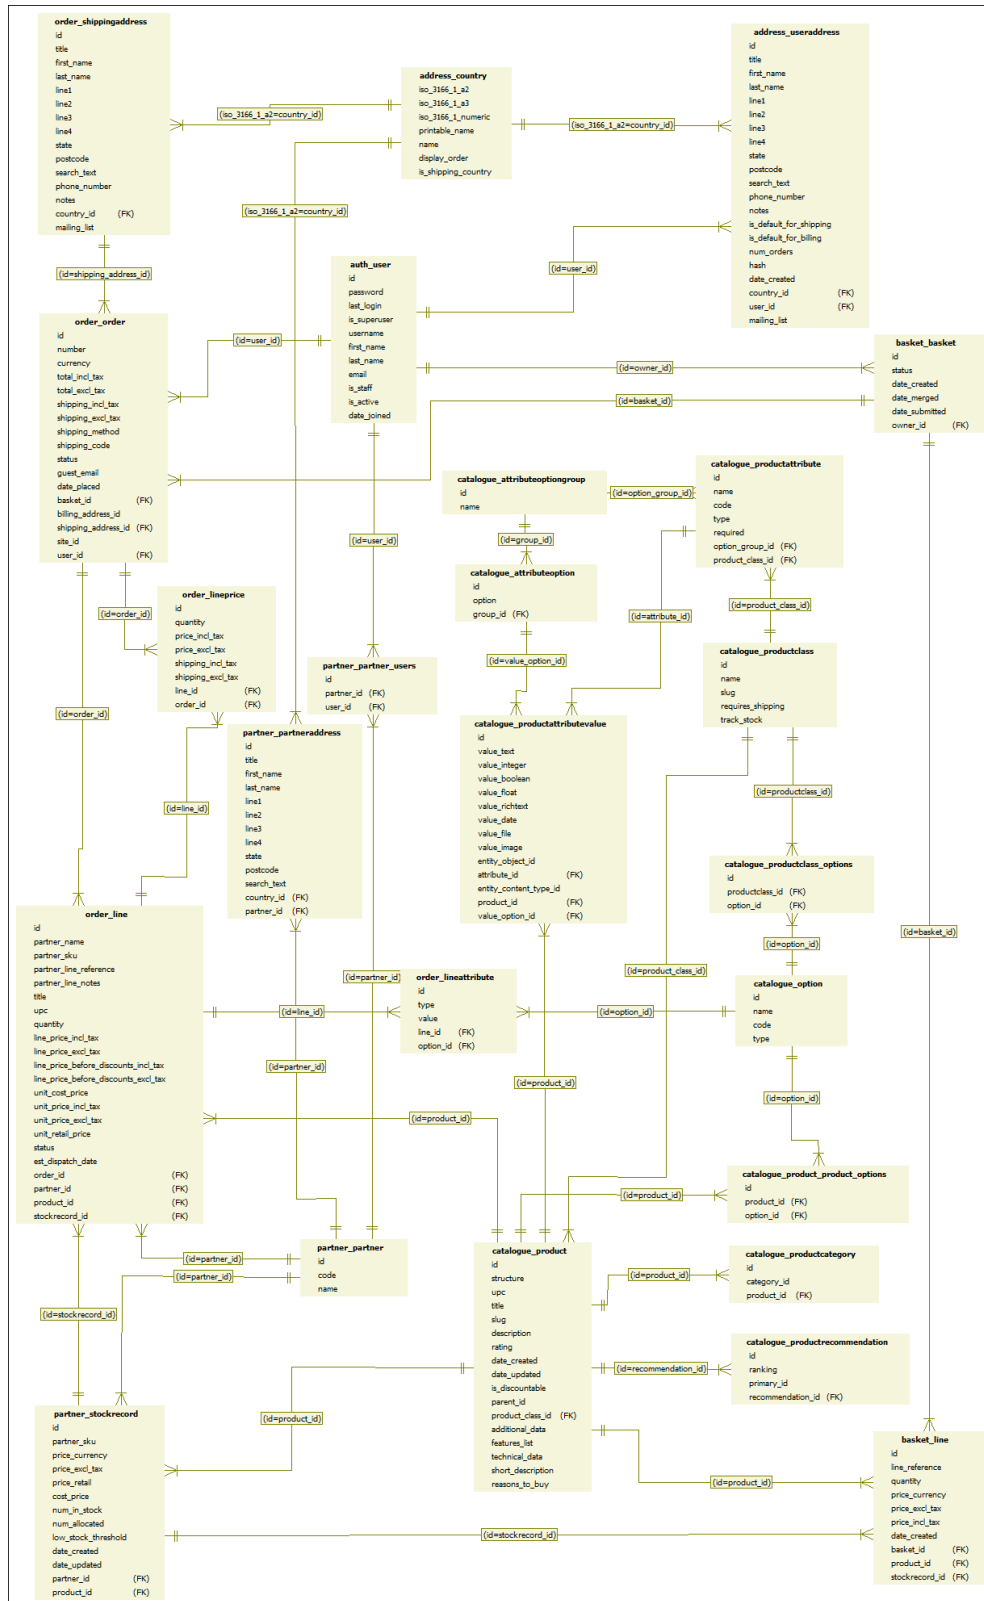 order_shippingaddress
id
title
first_name
last_name
line1
line2
line3
line4
state
postcode
search_text
phone_number
notes
country_id (FK)
mailing_list
address_country
iso_3166_1_a2
iso_3166_1_a3
iso_3166_1_numeric
printable_name
name
display_order
is_shipping_country
address_useraddress
id
title
first_name
last_name
line1
line2
line3
line4
state
postcode
search_text
phone_number
notes
is_default_for_shipping
is_default_for_billing
num_orders
hash
date_created
country_id (FK)
user_id (FK)
mailing_list
(iso_3166_1_a2=country_id)
(iso_3166_1_a2=country_id)
(iso_3166_1_a2=country_id)
(id=shipping_address_id)
(id=user_id)
auth_user
id
password
last_login
is_superuser
username
first_name
last_name
email
is_staff
is_active
date_joined
order_order
id
number
currency
total_incl_tax
total_excl_tax
shipping_incl_tax
shipping_excl_tax
shipping_method
shipping_code
status
guest_email
date_placed
basket_id (FK)
billing_address_id
shipping_address_id (FK)
site_id
user_id (FK)
(id=user_id)
(id=owner_id)
(id=basket_id)
basket_basket
id
status
date_created
date_merged
date_submitted
owner_id (FK)
catalogue_attributeoptiongroup
id
name
(id=option_group_id)
catalogue_productattribute
id
name
code
type
required
option_group_id (FK)
product_class_id (FK)
(id=group_id)
(id=user_id)
catalogue_attributeoption
id
option
group_id (FK)
(id=product_class_id)
(id=attribute_id)
order_lineprice
id
quantity
price_incl_tax
price_excl_tax
shipping_incl_tax
shipping_excl_tax
line_id (FK)
order_id (FK)
(id=order_id)
(id=order_id)
(id=value_option_id)
partner_partner_users
id
partner_id (FK)
user_id (FK)
catalogue_productclass
id
name
slug
requires_shipping
track_stock
partner_partneraddress
id
title
first_name
last_name
line1
line2
line3
line4
state
postcode
search_text
country_id (FK)
partner_id (FK)
catalogue_productattributevalue
id
value_text
value_integer
value_boolean
value_float
value_richtext
value_date
value_file
value_image
entity_object_id
attribute_id (FK)
entity_content_type_id
product_id (FK)
value_option_id (FK)
(id=line_id)
(id=productclass_id)
catalogue_productclass_options
id
productclass_id (FK)
option_id (FK)
(id=basket_id)
(id=option_id)
(id=product_class_id)
(id=partner_id)
order_line
id
partner_name
partner_sku
partner_line_reference
partner_line_notes
title
upc
quantity
line_price_incl_tax
line_price_excl_tax
line_price_before_discounts_incl_tax
line_price_before_discounts_excl_tax
unit_cost_price
unit_price_incl_tax
unit_price_excl_tax
unit_retail_price
status
est_dispatch_date
order_id (FK)
partner_id (FK)
product_id (FK)
stockrecord_id (FK)
(id=line_id)
order_lineattribute
id
type
value
line_id (FK)
option_id (FK)
(id=option_id)
catalogue_option
id
name
code
type
(id=partner_id)
(id=product_id)
(id=option_id)
(id=product_id)
catalogue_product_product_options
id
product_id (FK)
option_id (FK)
(id=product_id)
(id=partner_id)
(id=partner_id)
partner_partner
id
code
name
catalogue_product
id
structure
upc
title
slug
description
rating
date_created
date_updated
is_discountable
parent_id
product_class_id (FK)
additional_data
features_list
technical_data
short_description
reasons_to_buy
catalogue_productcategory
id
category_id
product_id (FK)
(id=product_id)
(id=stockrecord_id)
catalogue_productrecommendation
id
ranking
primary_id
recommendation_id (FK)
(id=recommendation_id)
(id=product_id)
partner_stockrecord
id
partner_sku
price_currency
price_excl_tax
price_retail
cost_price
num_in_stock
num_allocated
low_stock_threshold
date_created
date_updated
partner_id (FK)
product_id (FK)
(id=product_id)
(id=stockrecord_id)
basket_line
id
line_reference
quantity
price_currency
price_excl_tax
price_incl_tax
date_created
basket_id (FK)
product_id (FK)
stockrecord_id (FK)